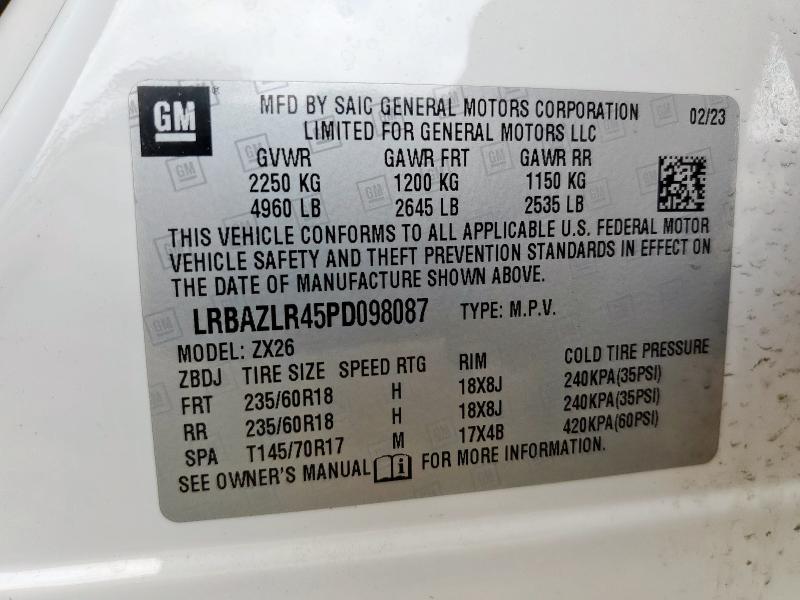 GM
MFD BY SAIC GENERAL MOTORS CORPORATION 02/23
LIMITED FOR GENERAL MOTORS LLC
GVWR GAWR FRT GAWR RR
2250 KG 1200 KG 1150 KG
4960 LB 2645 LB 2535 LB
THIS VEHICLE CONFORMS TO ALL APPLICABLE U.S. FEDERAL MOTOR
VEHICLE SAFETY AND THEFT PREVENTION STANDARDS IN EFFECT ON
THE DATE OF MANUFACTURE SHOWN ABOVE.
LRBAZLR45PD098087 TYPE: M.P.V.
MODEL: ZX26
ZBDJ TIRE SIZE SPEED RTG RIM COLD TIRE PRESSURE
FRT 235/60R18 H 18X8J 240KPA(35PSI)
RR 235/60R18 H 18X8J 240KPA(35PSI)
SPA T145/70R17 M 17X4B 420KPA(60PSI)
SEE OWNER'S MANUAL FOR MORE INFORMATION.